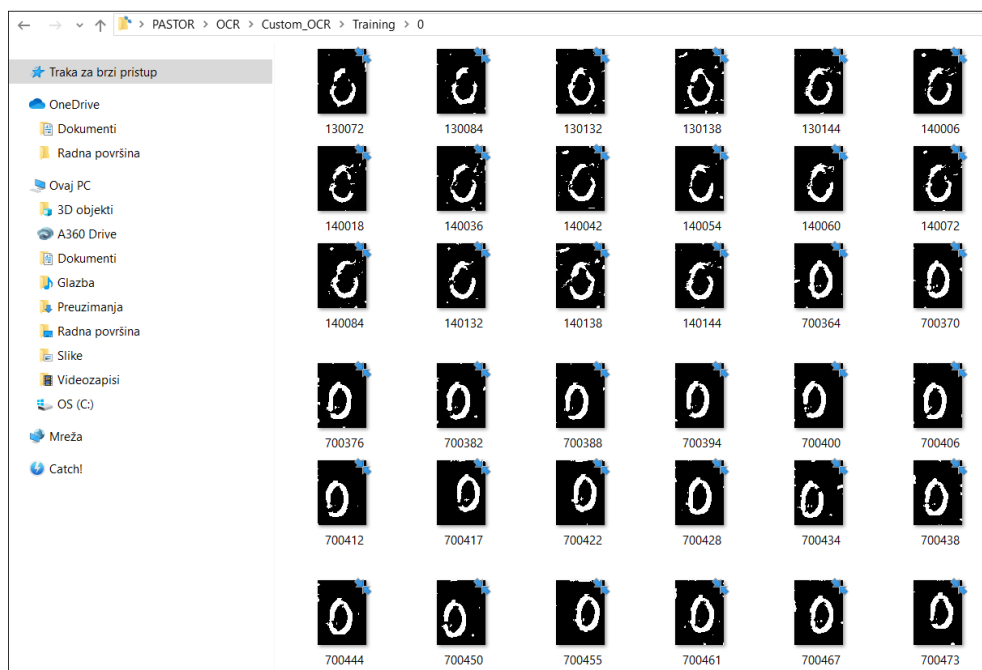 PASTOR > OCR > Custom_OCR > Training > 0
Traka za brzi pristup
OneDrive
Dokumenti
Radna površina
Ovaj PC
3D objekti
A360 Drive
Dokumenti
Glazba
Preuzimanja
Radna površina
Slike
Videozapisi
OS (C:)
Mreža
Catch!
130072 130084 130132 130138 130144 140006
140018 140036 140042 140054 140060 140072
140084 140132 140138 140144 700364 700370
700376 700382 700388 700394 700400 700406
700412 700417 700422 700428 700434 700438
700444 700450 700455 700461 700467 700473